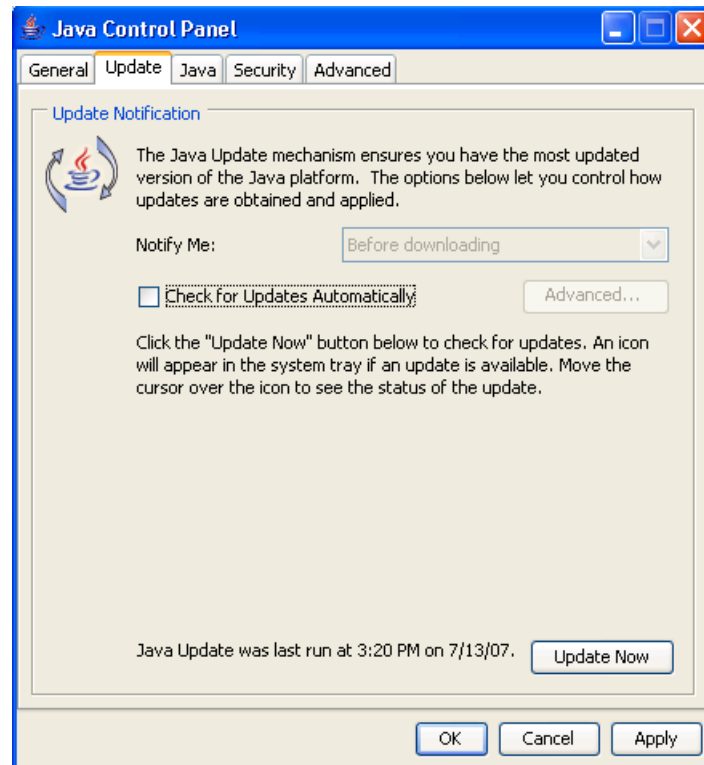 Java Control Panel
General Update Java Security Advanced
Update Notification
The Java Update mechanism ensures you have the most updated
version of the Java platform. The options below let you control how
updates are obtained and applied.
Notify Me: Before downloading
Check for Updates Automatically Advanced...
Click the "Update Now" button below to check for updates. An icon
will appear in the system tray if an update is available. Move the
cursor over the icon to see the status of the update.
Java Update was last run at 3:20 PM on 7/13/07. Update Now
OK Cancel Apply